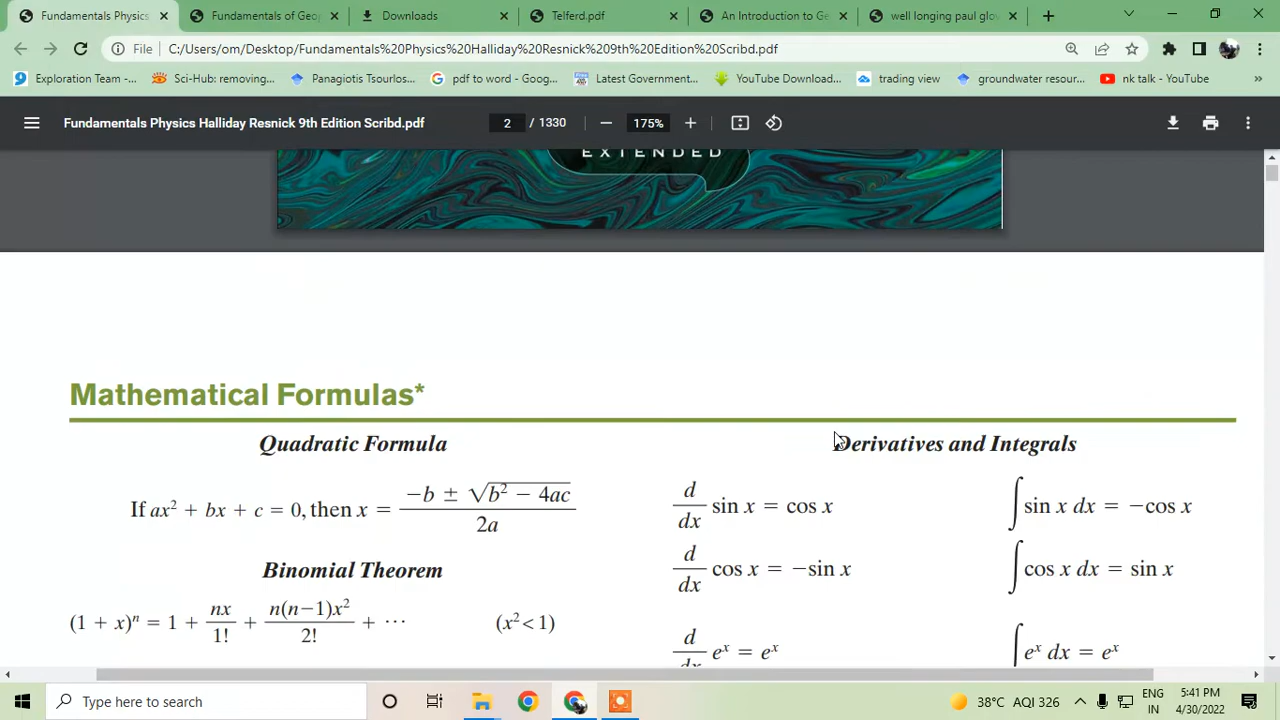 Fundamentals Physics
Fundamentals of Geop
Downloads
Telferd.pdf
An Introduction to Ge
well longing paul glov
File
C:/Users/om/Desktop/Fundamentals%20Physics%20Halliday%20Resnick%209th%20Edition%20Scribd.pdf
Exploration Team -...
Sci-Hub: removing...
Panagiotis Tsourlos...
pdf to word - Goog...
Latest Government...
YouTube Download...
trading view
groundwater resour...
nk talk - YouTube
»
Fundamentals Physics Halliday Resnick 9th Edition Scribd.pdf
2 / 1330
175%
EXTENDED
Mathematical Formulas*
Quadratic Formula
Derivatives and Integrals
If ax² + bx + c = 0, then x = (−b ± √(b² − 4ac))/2a
d/dx sin x = cos x
∫ sin x dx = −cos x
d/dx cos x = −sin x
∫ cos x dx = sin x
Binomial Theorem
(1 + x)ⁿ = 1 + nx/1! + n(n−1)x²/2! + ⋯ (x² < 1)
d/dx eˣ = eˣ
∫ eˣ dx = eˣ
Type here to search
38°C AQI 326
ENG
IN
5:41 PM
4/30/2022